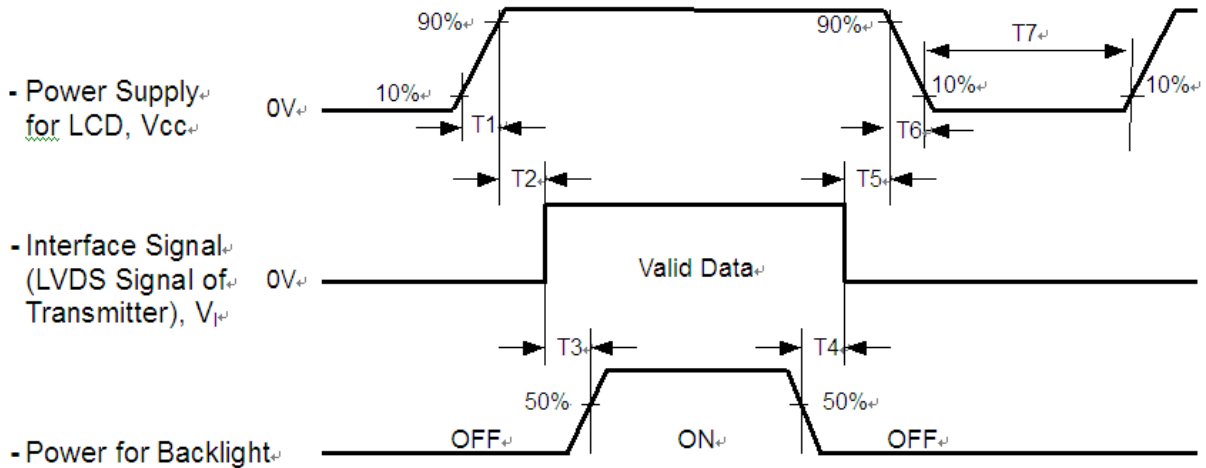 90%↵
90%↵
T7↵
- Power Supply↵
for LCD, Vcc↵
0V↵
10%↵
10%↵
10%↵
T1
T6↵
T2↵
T5↵
- Interface Signal↵
(LVDS Signal of↵
Transmitter), VI↵
0V↵
Valid Data↵
T3↵
T4↵
50%
50%↵
- Power for Backlight↵
OFF↵
ON↵
OFF↵